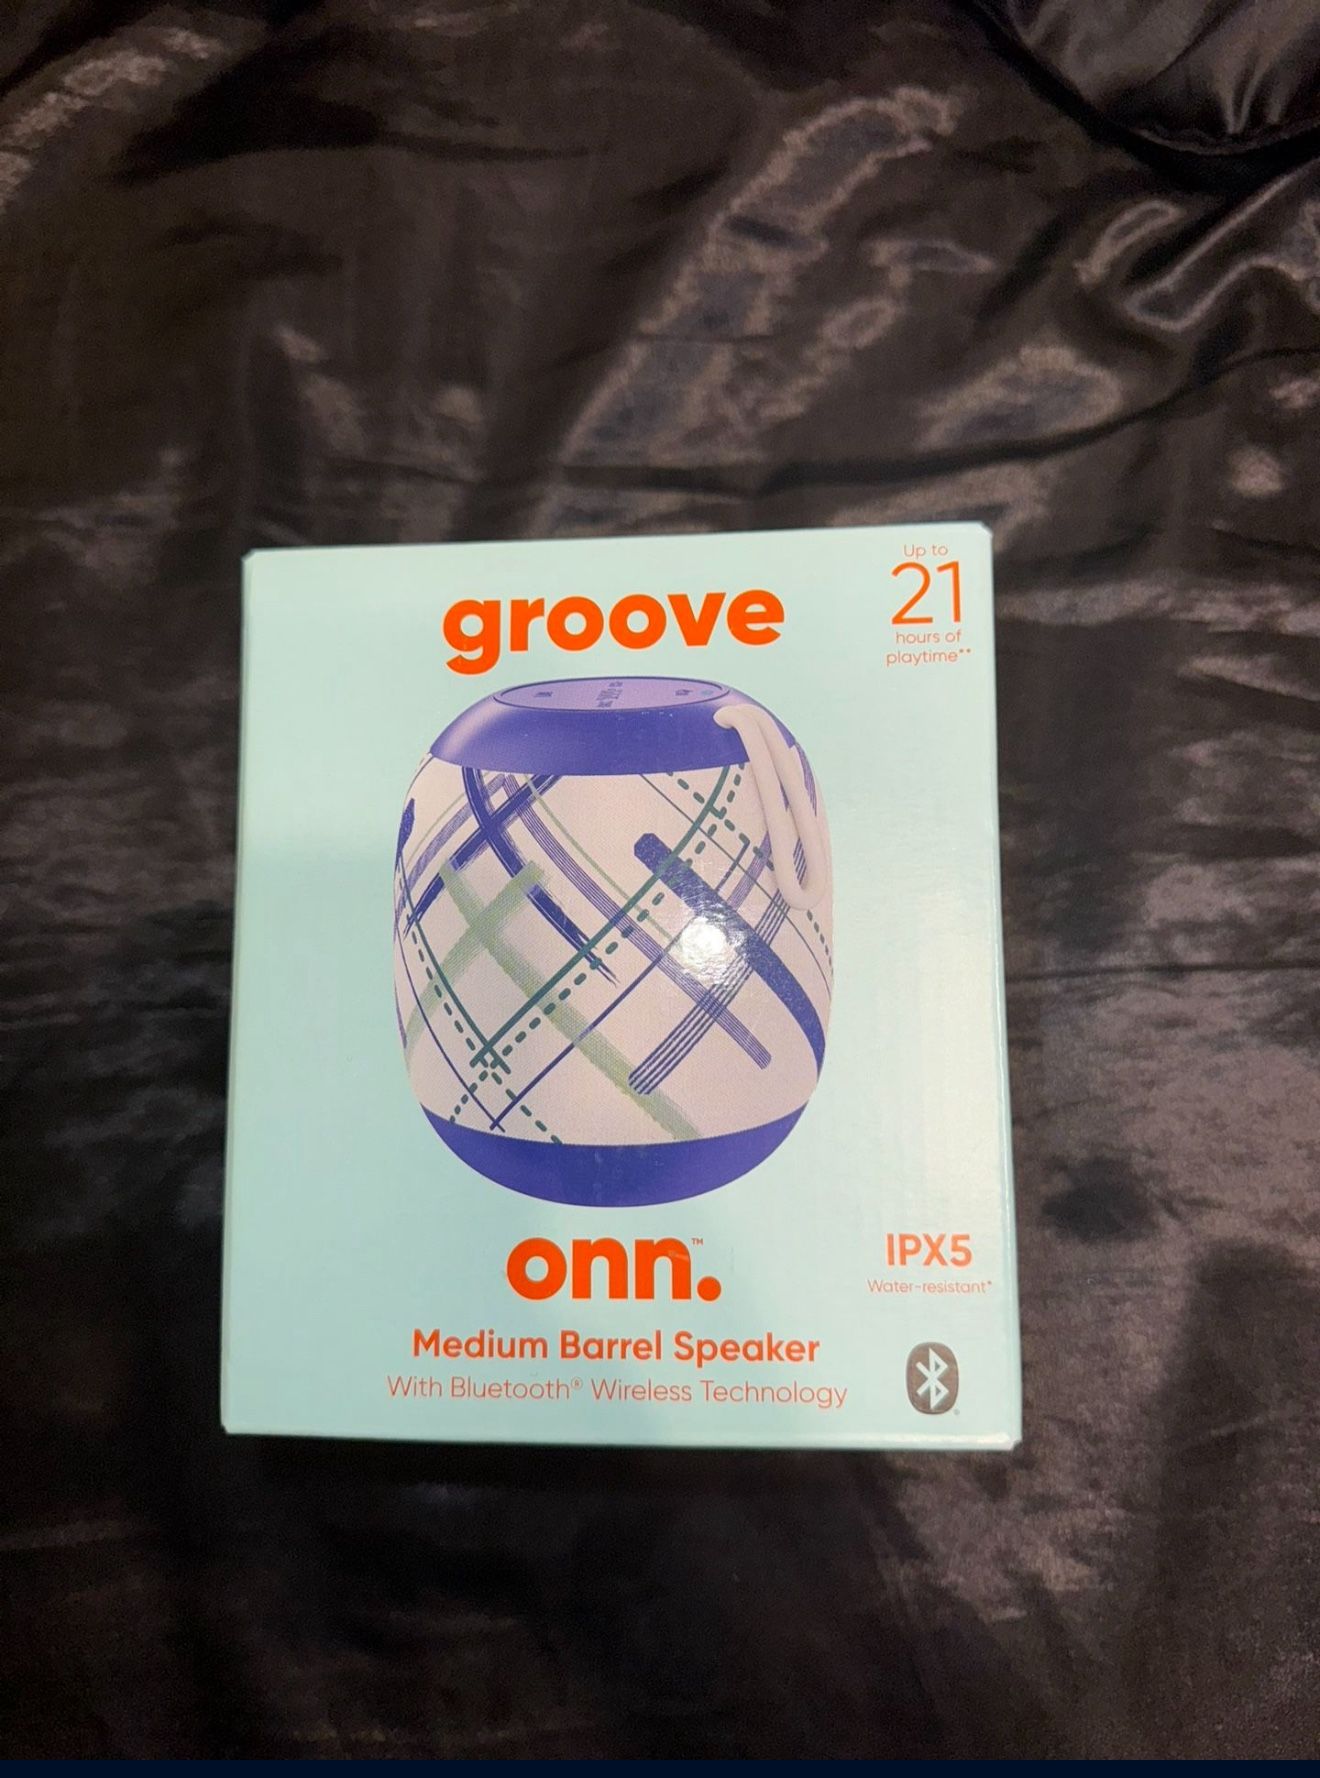 groove
Up to
21
hours of
playtime**
onn.™
IPX5
Water-resistant*
Medium Barrel Speaker
With Bluetooth® Wireless Technology